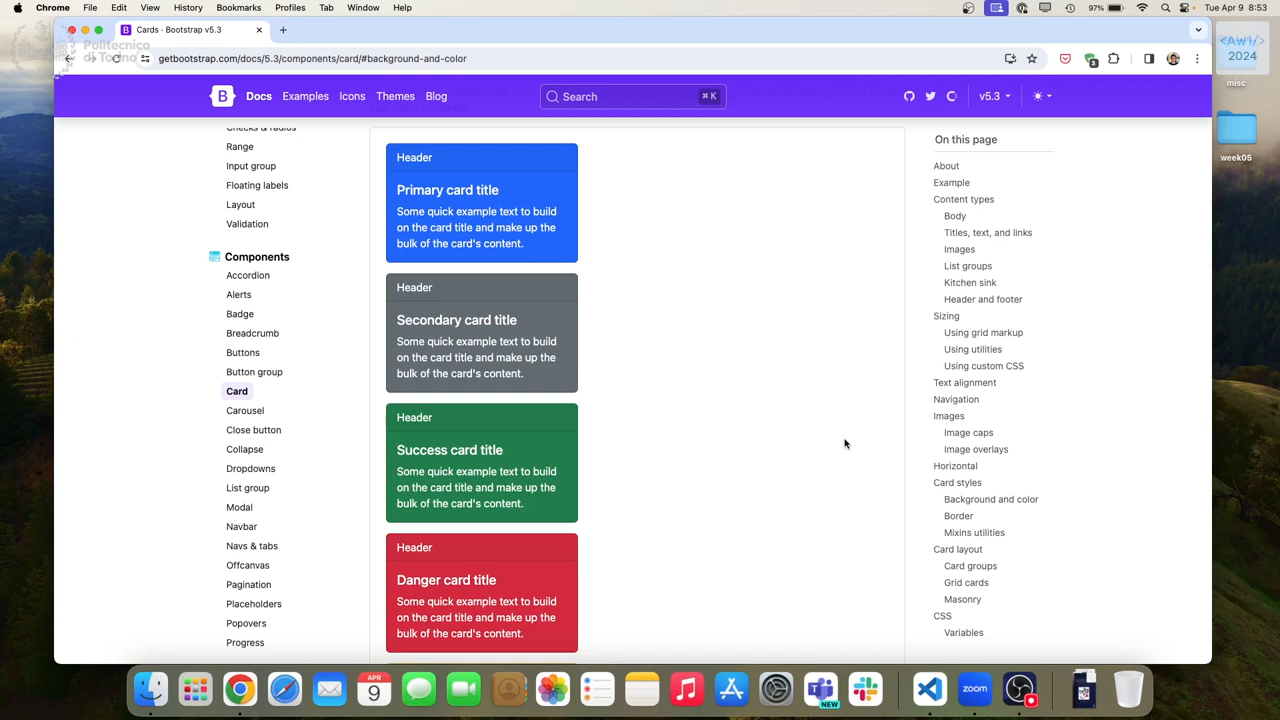 Chrome File Edit View History Bookmarks Profiles Tab Window Help 97% Tue Apr 9 8:53
Cards · Bootstrap v5.3
Politecnico
di Torino
getbootstrap.com/docs/5.3/components/card/#background-and-color
<AW/>
2024
misc
week05
Docs Examples Icons Themes Blog Search ⌘ K v5.3
Checks & radios
Range
Input group
Floating labels
Layout
Validation
Components
Accordion
Alerts
Badge
Breadcrumb
Buttons
Button group
Card
Carousel
Close button
Collapse
Dropdowns
List group
Modal
Navbar
Navs & tabs
Offcanvas
Pagination
Placeholders
Popovers
Progress
Header
Primary card title
Some quick example text to build
on the card title and make up the
bulk of the card's content.
Header
Secondary card title
Some quick example text to build
on the card title and make up the
bulk of the card's content.
Header
Success card title
Some quick example text to build
on the card title and make up the
bulk of the card's content.
Header
Danger card title
Some quick example text to build
on the card title and make up the
bulk of the card's content.
On this page
About
Example
Content types
Body
Titles, text, and links
Images
List groups
Kitchen sink
Header and footer
Sizing
Using grid markup
Using utilities
Using custom CSS
Text alignment
Navigation
Images
Image caps
Image overlays
Horizontal
Card styles
Background and color
Border
Mixins utilities
Card layout
Card groups
Grid cards
Masonry
CSS
Variables
APR
9
NEW
zoom